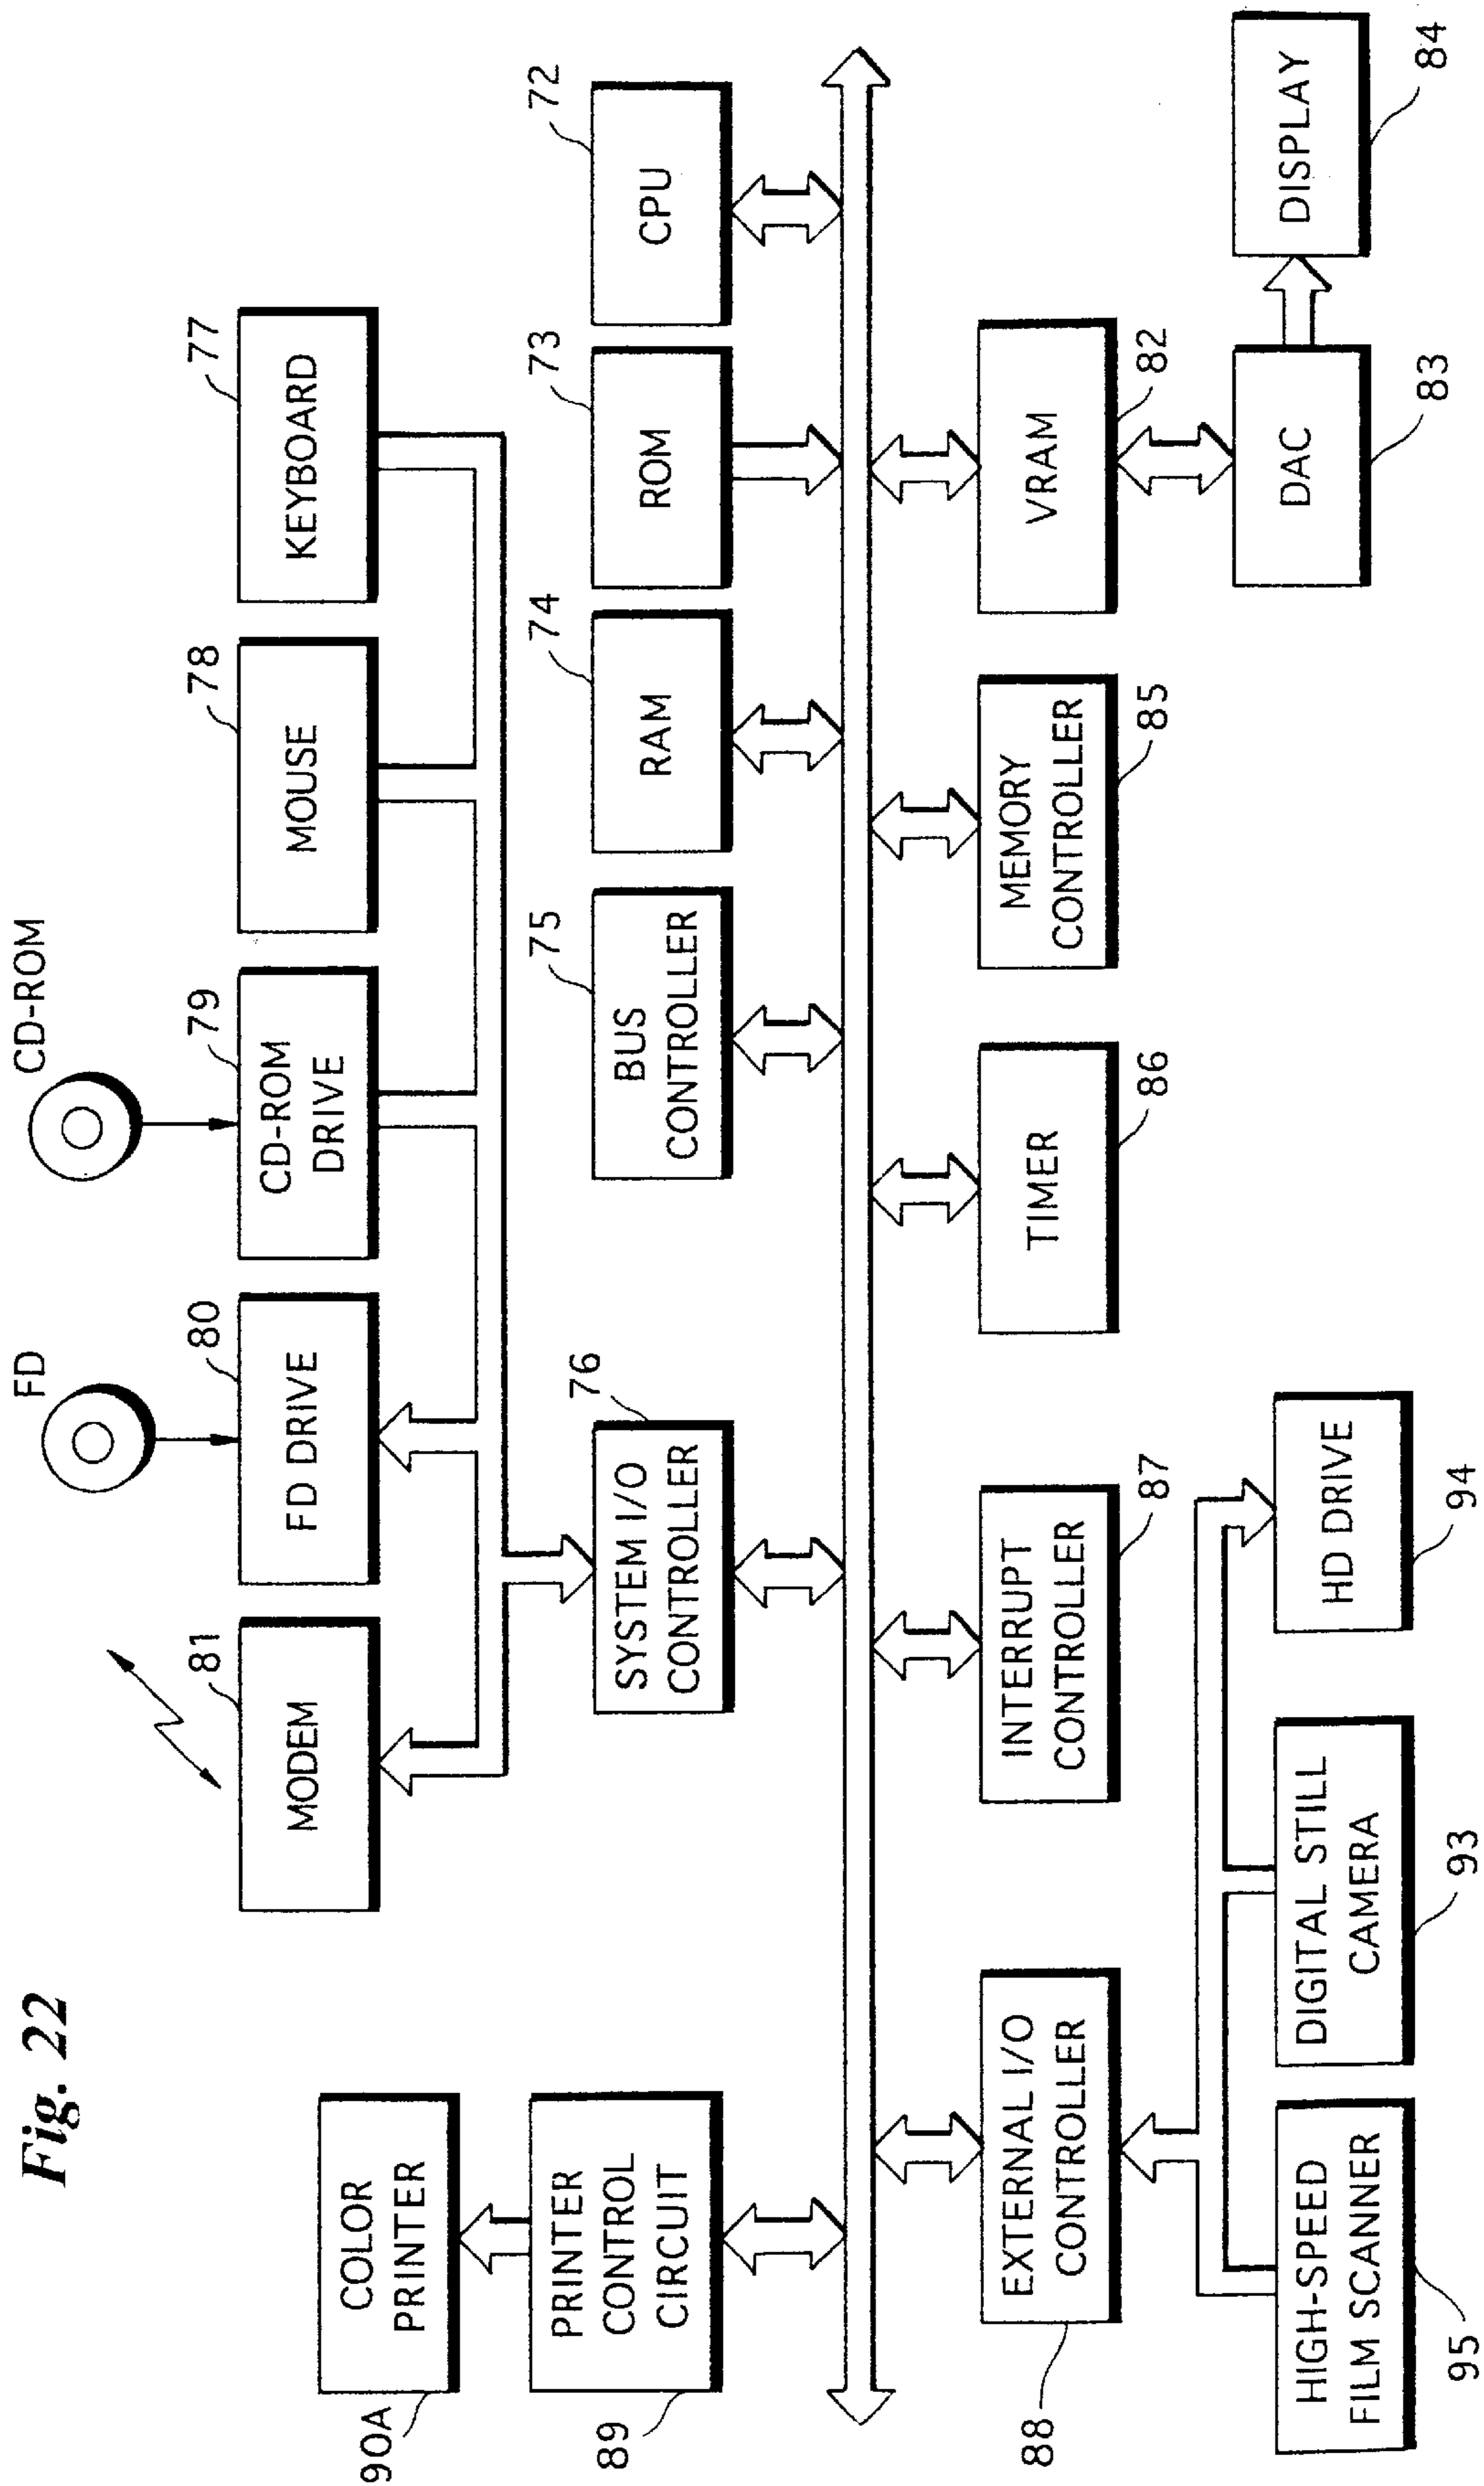 Fig. 22
FD
CD-ROM
81
MODEM
80
FD DRIVE
79
CD-ROM
DRIVE
78
MOUSE
77
KEYBOARD
90A
COLOR
PRINTER
89
PRINTER
CONTROL
CIRCUIT
76
SYSTEM I/O
CONTROLLER
75
BUS
CONTROLLER
74
RAM
73
ROM
72
CPU
88
EXTERNAL I/O
CONTROLLER
INTERRUPT
CONTROLLER
87
TIMER
86
MEMORY
CONTROLLER
85
VRAM
82
HIGH-SPEED
FILM SCANNER
95
DIGITAL STILL
CAMERA
93
HD DRIVE
94
DAC
83
DISPLAY
84